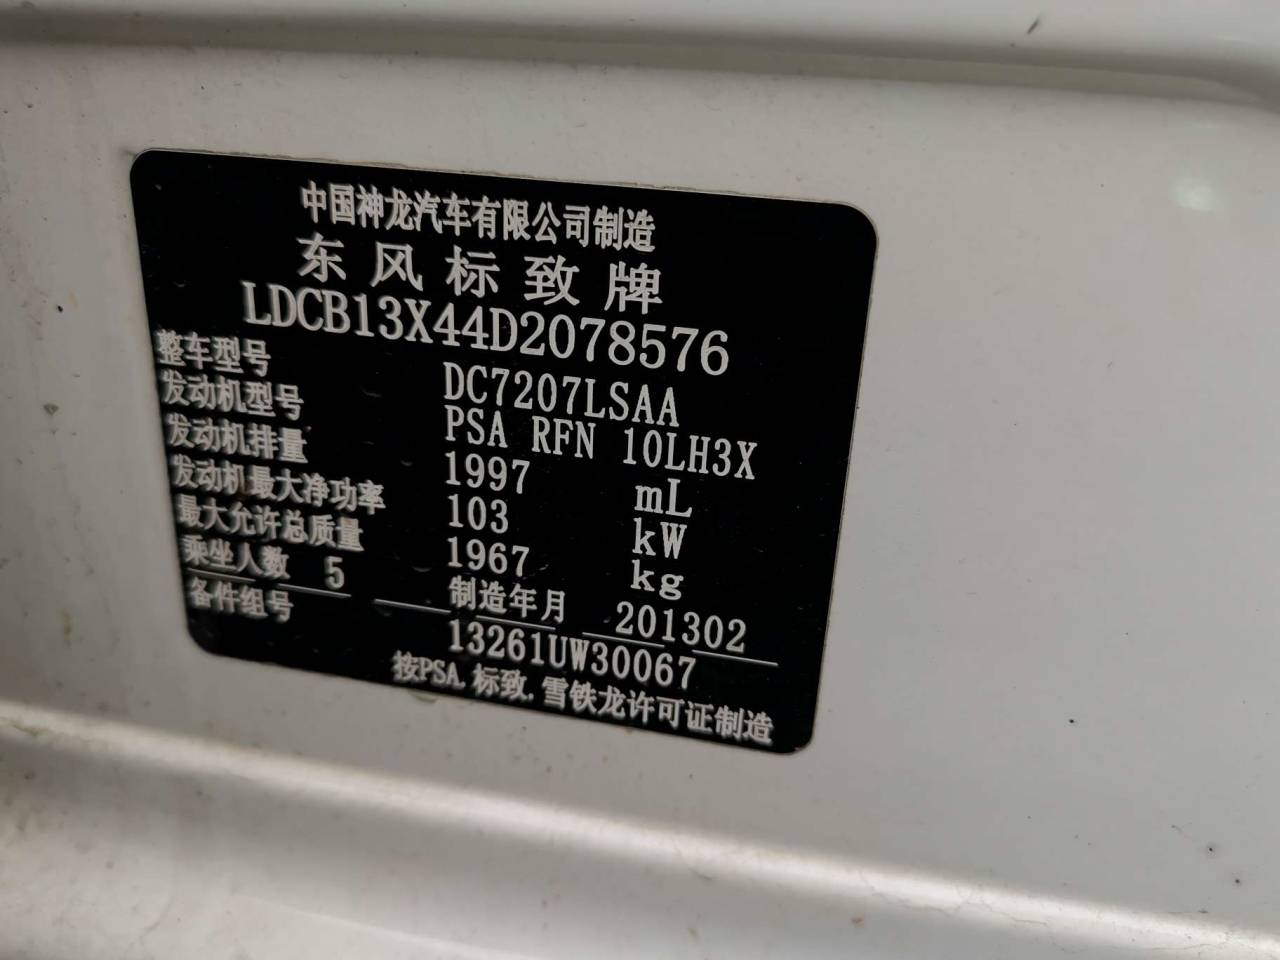 中国神龙汽车有限公司制造
东风标致牌
LDCB13X44D2078576
整车型号 DC7207LSAA
发动机型号 PSA RFN 10LH3X
发动机排量 1997 mL
发动机最大净功率 103 kW
最大允许总质量 1967 kg
乘坐人数 5 制造年月 201302
备件组号 13261UW30067
按PSA.标致.雪铁龙许可证制造